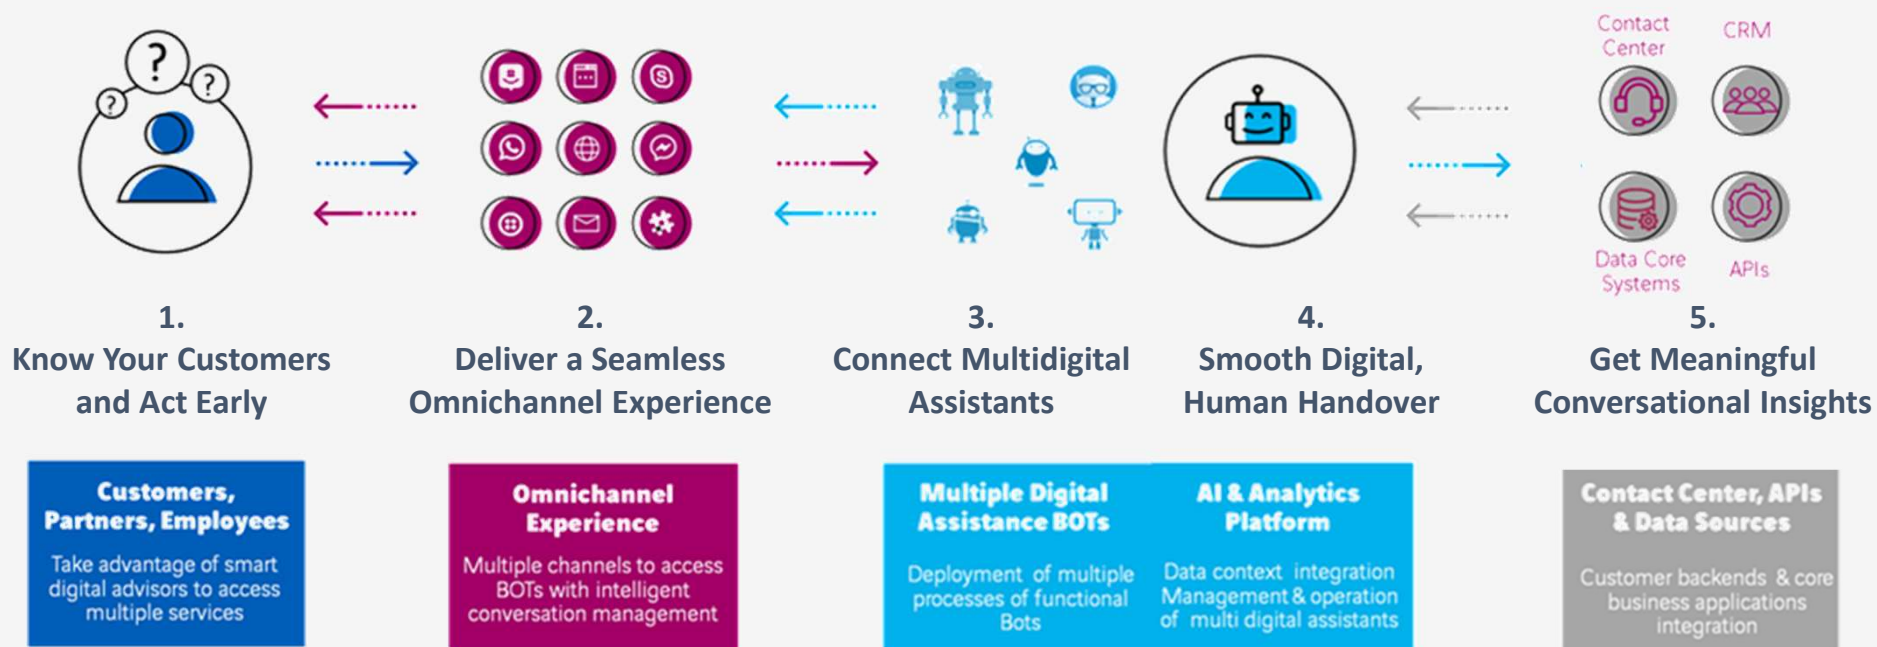 ?
?
?
Contact
Center
CRM
Data Core
Systems
APIs
1.
Know Your Customers
and Act Early
2.
Deliver a Seamless
Omnichannel Experience
3.
Connect Multidigital
Assistants
4.
Smooth Digital,
Human Handover
5.
Get Meaningful
Conversational Insights
Customers,
Partners, Employees
Take advantage of smart
digital advisors to access
multiple services
Omnichannel
Experience
Multiple channels to access
BOTs with intelligent
conversation management
Multiple Digital
Assistance BOTs
Deployment of multiple
processes of functional
Bots
AI & Analytics
Platform
Data context integration
Management & operation
of multi digital assistants
Contact Center, APIs
& Data Sources
Customer backends & core
business applications
integration